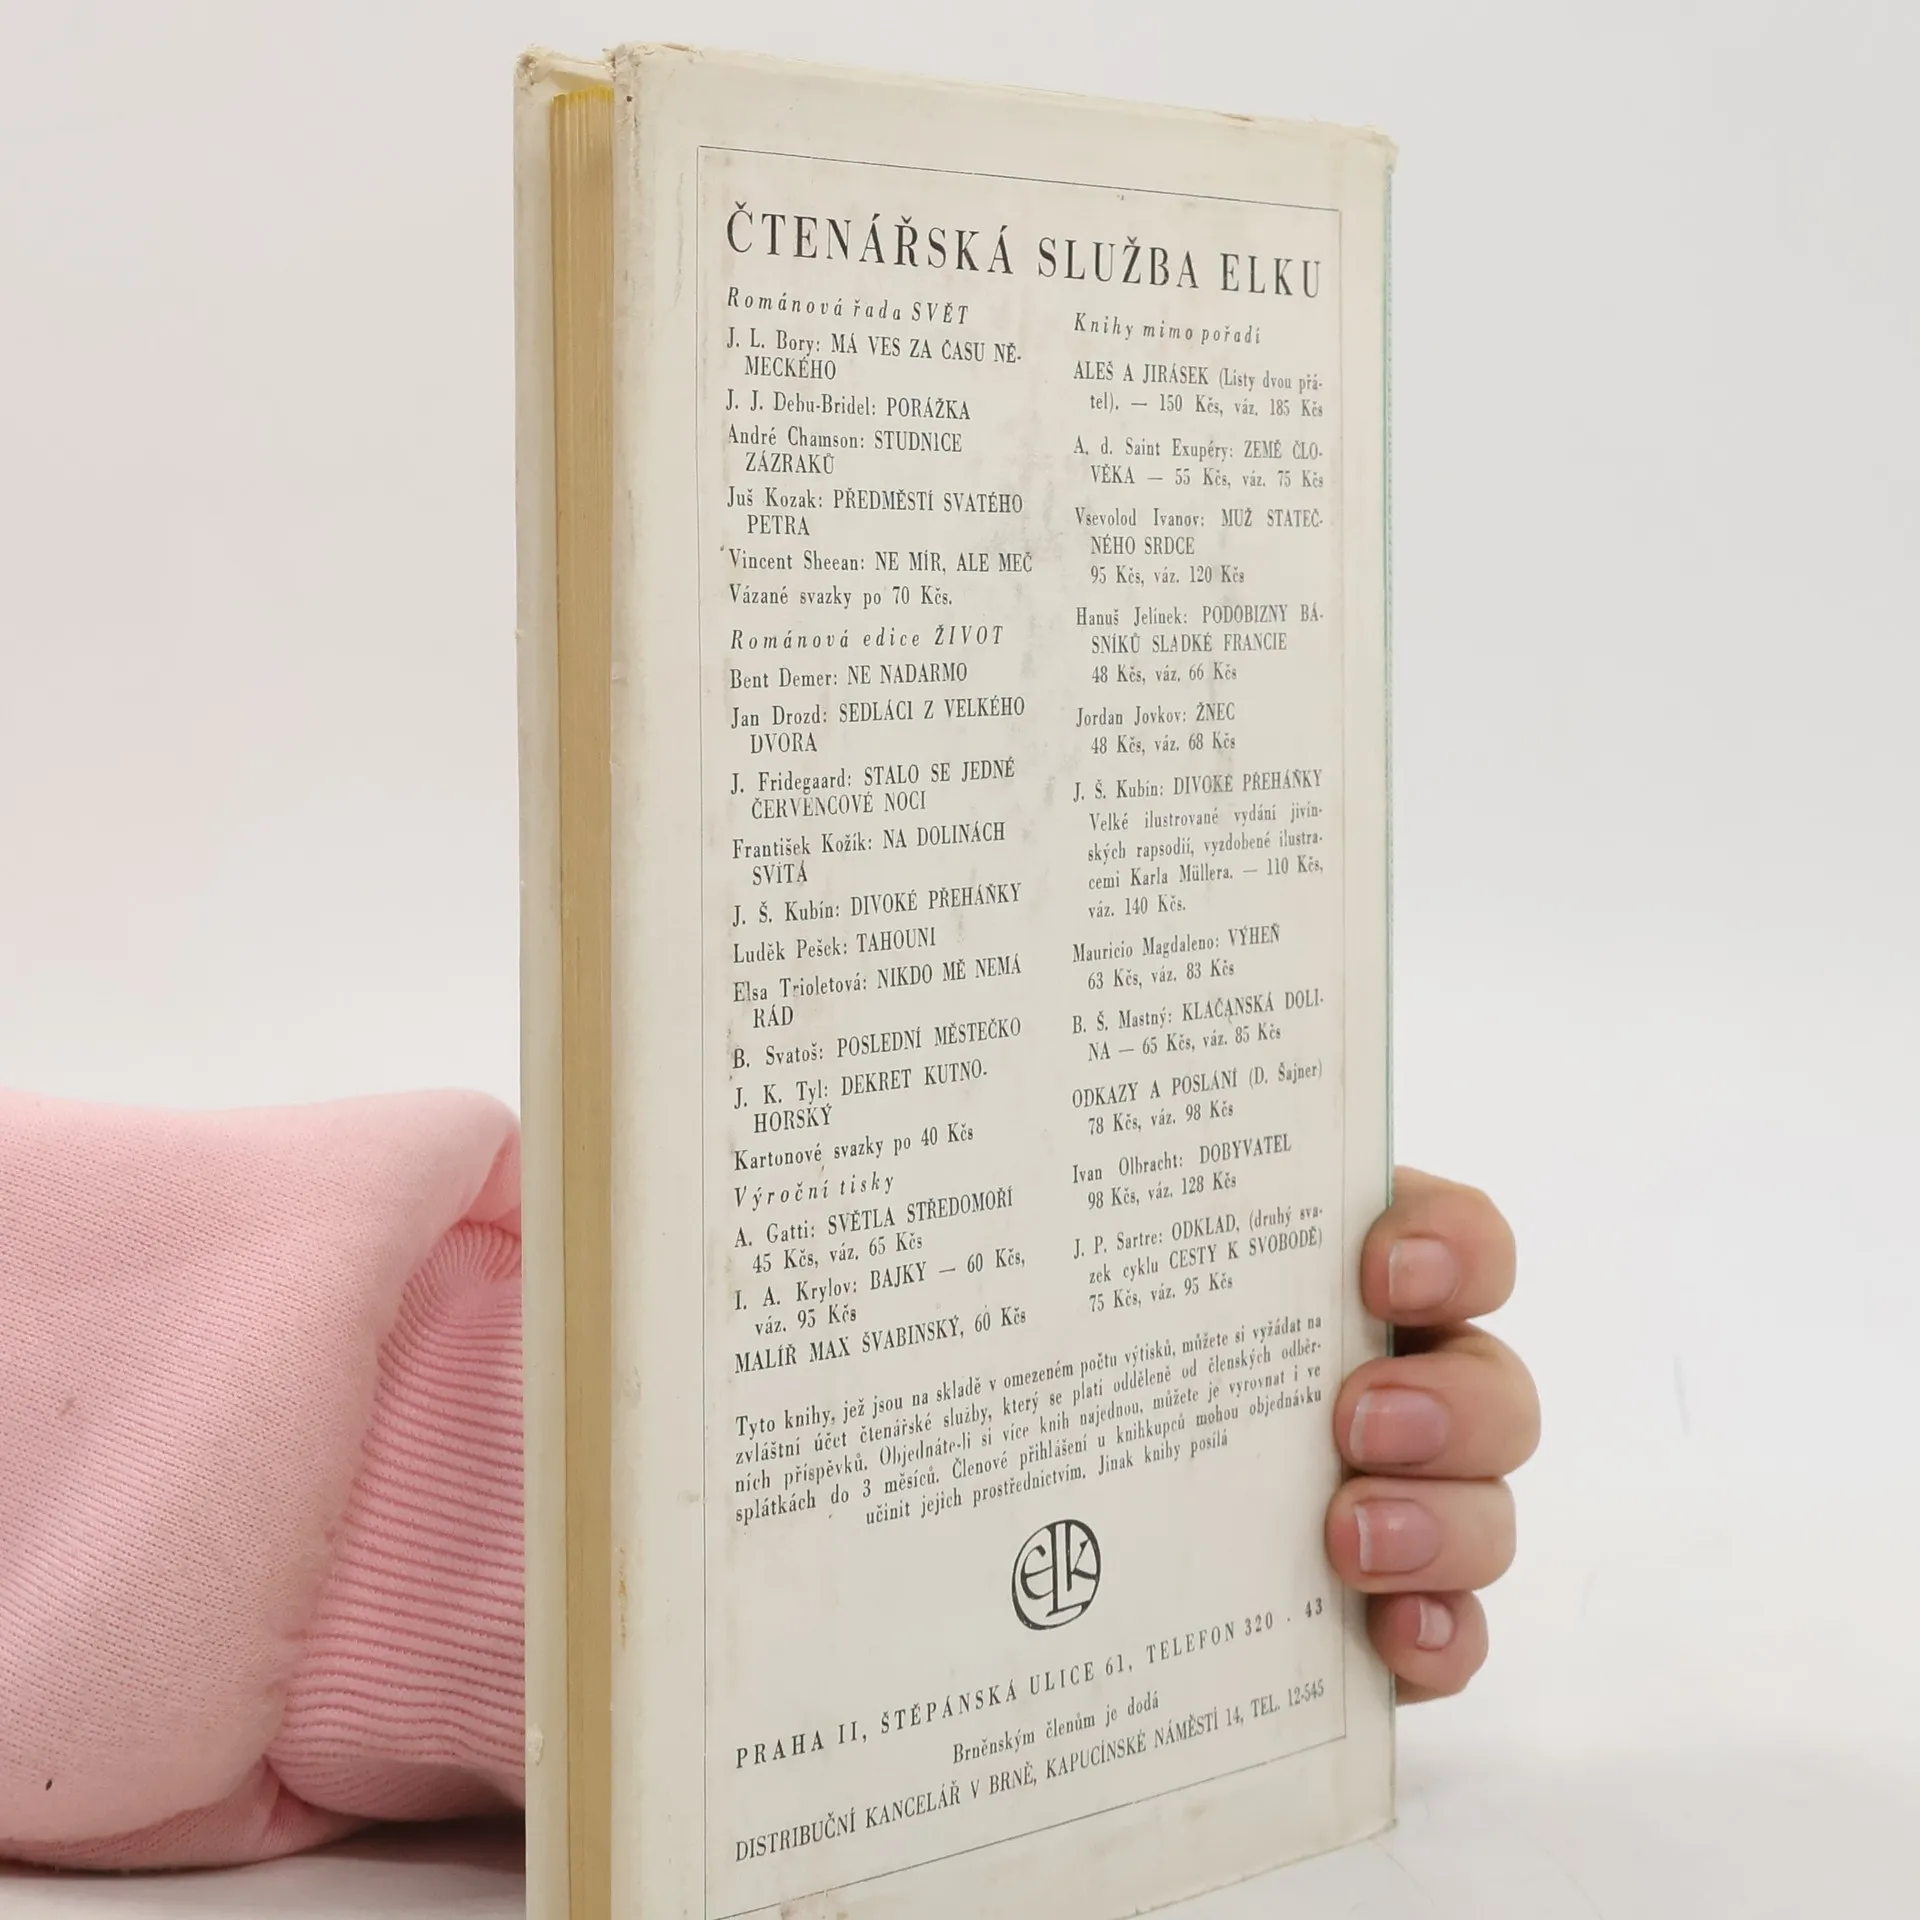 ČTENÁŘSKÁ SLUŽBA ELKU
Románová řada SVĚT
J. L. Bory: MÁ VES ZA ČASU NĚ-
MECKÉHO
J. J. Debu-Bridel: PORÁŽKA
André Chamson: STUDNICE
ZÁZRAKŮ
Juš Kozak: PŘEDMĚSTÍ SVATÉHO
PETRA
Vincent Sheean: NE MÍR, ALE MEČ
Vázané svazky po 70 Kčs.
Románová edice ŽIVOT
Bent Demer: NE NADARMO
Jan Drozd: SEDLÁCI Z VELKÉHO
DVORA
J. Fridegaard: STALO SE JEDNÉ
ČERVENCOVÉ NOCI
František Kožík: NA DOLINÁCH
SVÍTÁ
J. Š. Kubín: DIVOKÉ PŘEHÁŇKY
Luděk Pešek: TAHOUNI
Elsa Trioletová: NIKDO MĚ NEMÁ
RÁD
B. Svatoš: POSLEDNÍ MĚSTEČKO
J. K. Tyl: DEKRET KUTNO-
HORSKÝ
Kartonové svazky po 40 Kčs
Výroční tisky
A. Gatti: SVĚTLA STŘEDOMOŘÍ
45 Kčs, váz. 65 Kčs
I. A. Krylov: BAJKY — 60 Kčs,
váz. 95 Kčs
MALÍŘ MAX ŠVABINSKÝ, 60 Kčs
Knihy mimo pořadí
ALEŠ A JIRÁSEK (Listy dvou přá-
tel). — 150 Kčs, váz. 185 Kčs
A. d. Saint Exupéry: ZEMĚ ČLO-
VĚKA — 55 Kčs, váz. 75 Kčs
Vsevolod Ivanov: MUŽ STATEČ-
NÉHO SRDCE
95 Kčs, váz. 120 Kčs
Hanuš Jelínek: PODOBIZNY BÁ-
SNÍKŮ SLADKÉ FRANCIE
48 Kčs, váz. 66 Kčs
Jordan Jovkov: ŽNEC
48 Kčs, váz. 68 Kčs
J. Š. Kubín: DIVOKÉ PŘEHÁŇKY
Velké ilustrované vydání jivín-
ských rapsodií, vyzdobené ilustra-
cemi Karla Müllera. — 110 Kčs,
váz. 140 Kčs.
Mauricio Magdaleno: VÝHEŇ
63 Kčs, váz. 83 Kčs
B. Š. Mastný: KLAČANSKÁ DOLI-
NA — 65 Kčs, váz. 85 Kčs
ODKAZY A POSLÁNÍ (D. Šajner)
78 Kčs, váz. 98 Kčs
Ivan Olbracht: DOBYVATEL
98 Kčs, váz. 128 Kčs
J. P. Sartre: ODKLAD, (druhý sva-
zek cyklu CESTY K SVOBODĚ)
75 Kčs, váz. 95 Kčs
Tyto knihy, jež jsou na skladě v omezeném počtu výtisků, můžete si vyžádat na
zvláštní účet čtenářské služby, který se platí odděleně od členských odběr-
ních příspěvků. Objednáte-li si více knih najednou, můžete je vyrovnat i ve
splátkách do 3 měsíců. Členové přihlášení u knihkupců mohou objednávku
učinit jejich prostřednictvím. Jinak knihy posílá
ELK
PRAHA II, ŠTĚPÁNSKÁ ULICE 61, TELEFON 320 . 43
Brněnským členům je dodá
DISTRIBUČNÍ KANCELÁŘ V BRNĚ, KAPUCÍNSKÉ NÁMĚSTÍ 14, TEL. 12-545